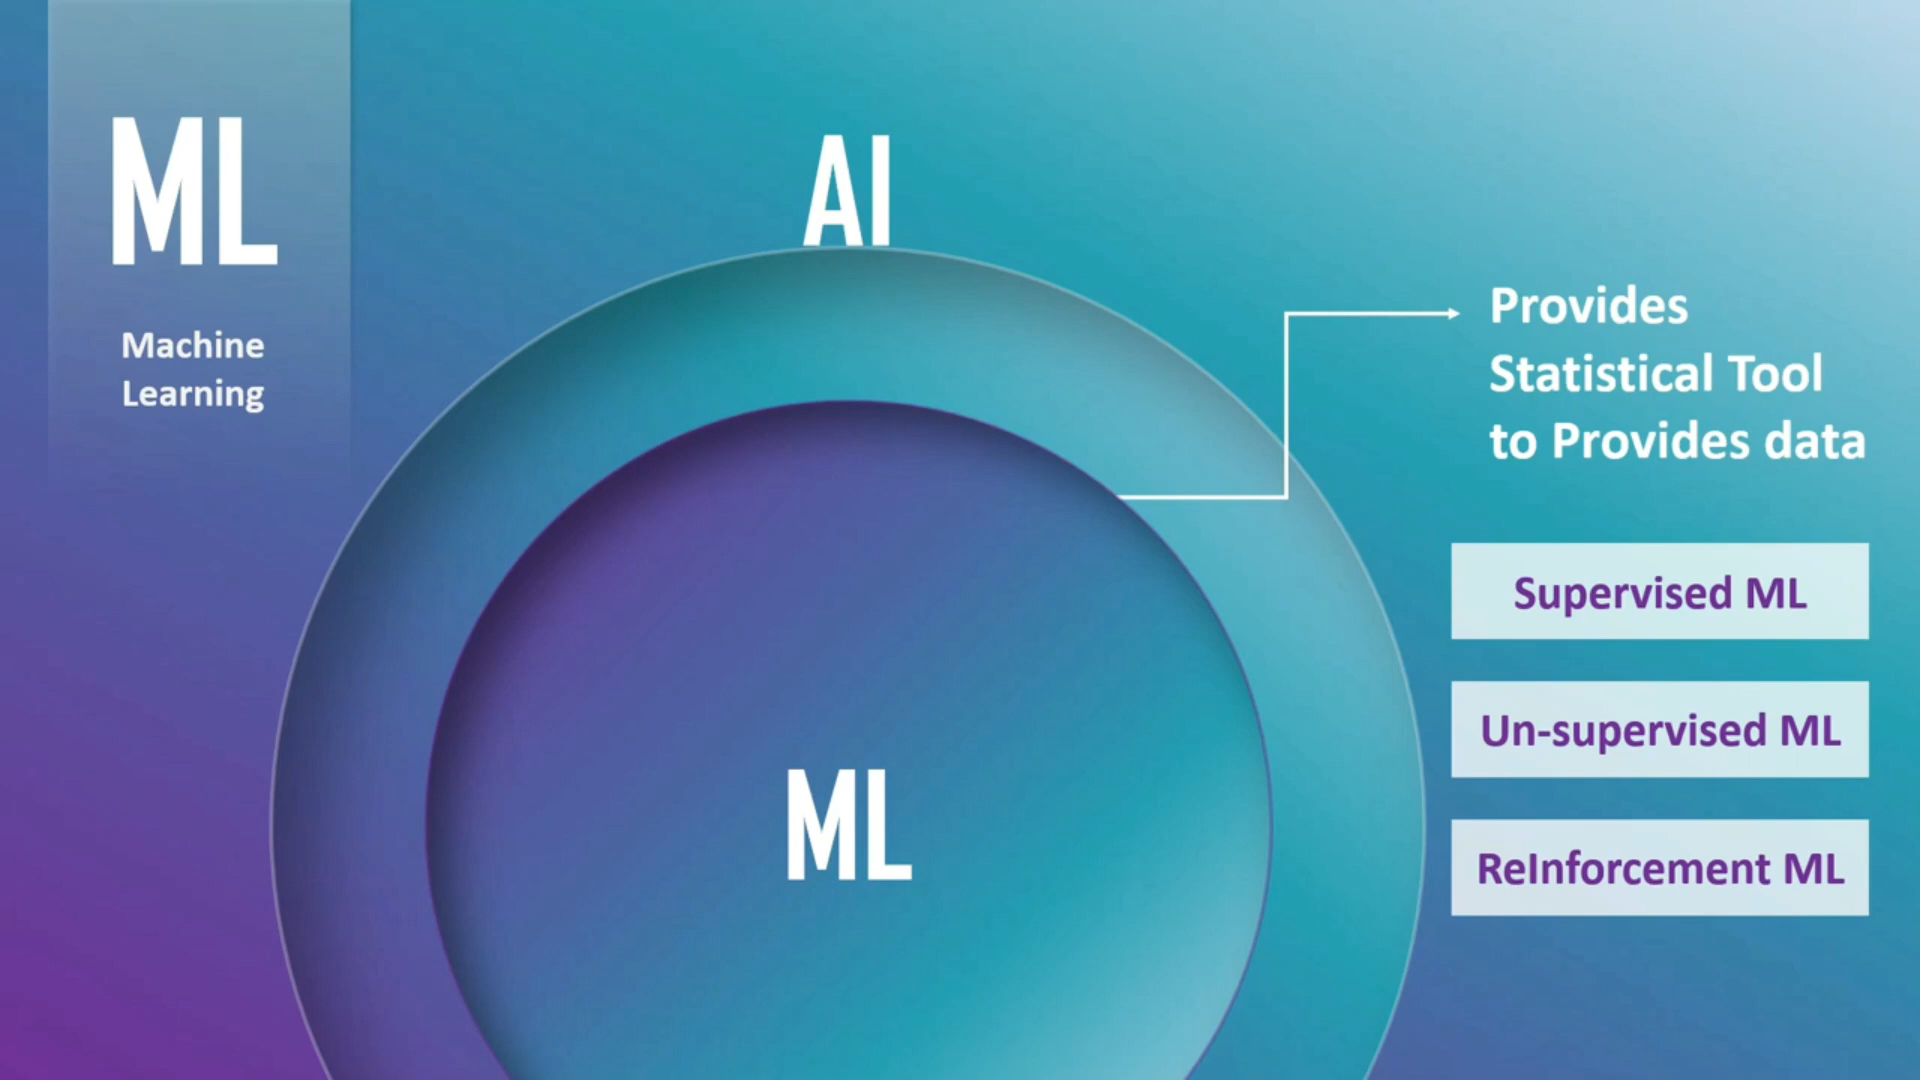 ML
Machine
Learning
AI
Provides
Statistical Tool
to Provides data
Supervised ML
Un-supervised ML
ReInforcement ML
ML